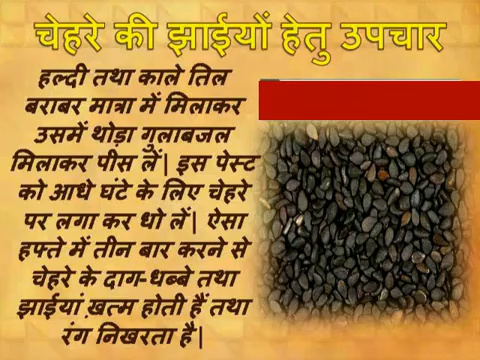 चेहरे की झाईयों हेतु उपचार
हल्दी तथा काले तिल
बराबर मात्रा में मिलाकर
उसमें थोड़ा गुलाबजल
मिलाकर पीस लें| इस पेस्ट
को आधे घंटे के लिए चेहरे
पर लगा कर धो लें| ऐसा
हफ्ते में तीन बार करने से
चेहरे के दाग-धब्बे तथा
झाईयां ख़त्म होती हैं तथा
रंग निखरता है|